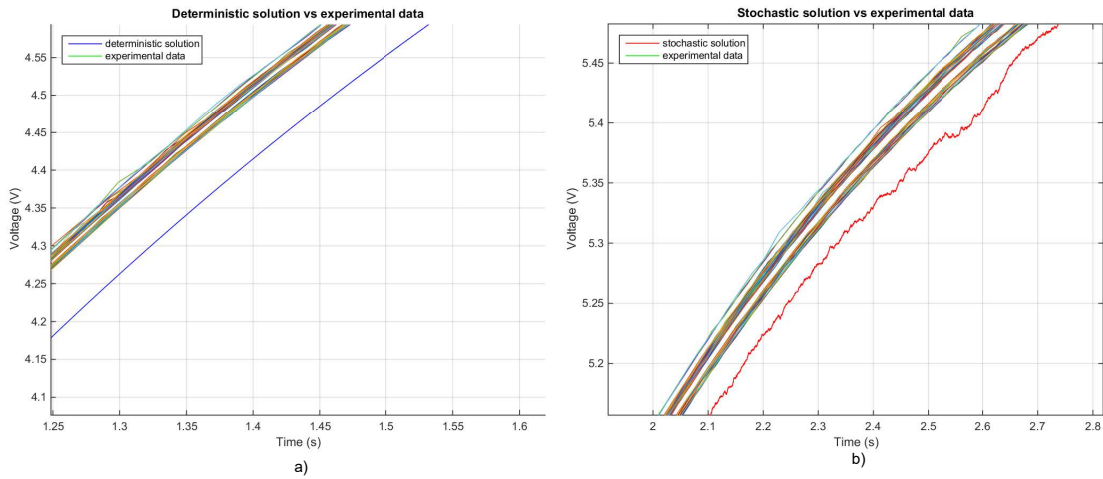 Deterministic solution vs experimental data
deterministic solution
experimental data
Voltage (V)
4.55
4.5
4.45
4.4
4.35
4.3
4.25
4.2
4.15
4.1
1.25 1.3 1.35 1.4 1.45 1.5 1.55 1.6
Time (s)
a)
Stochastic solution vs experimental data
stochastic solution
experimental data
Voltage (V)
5.45
5.4
5.35
5.3
5.25
5.2
2 2.1 2.2 2.3 2.4 2.5 2.6 2.7 2.8
Time (s)
b)